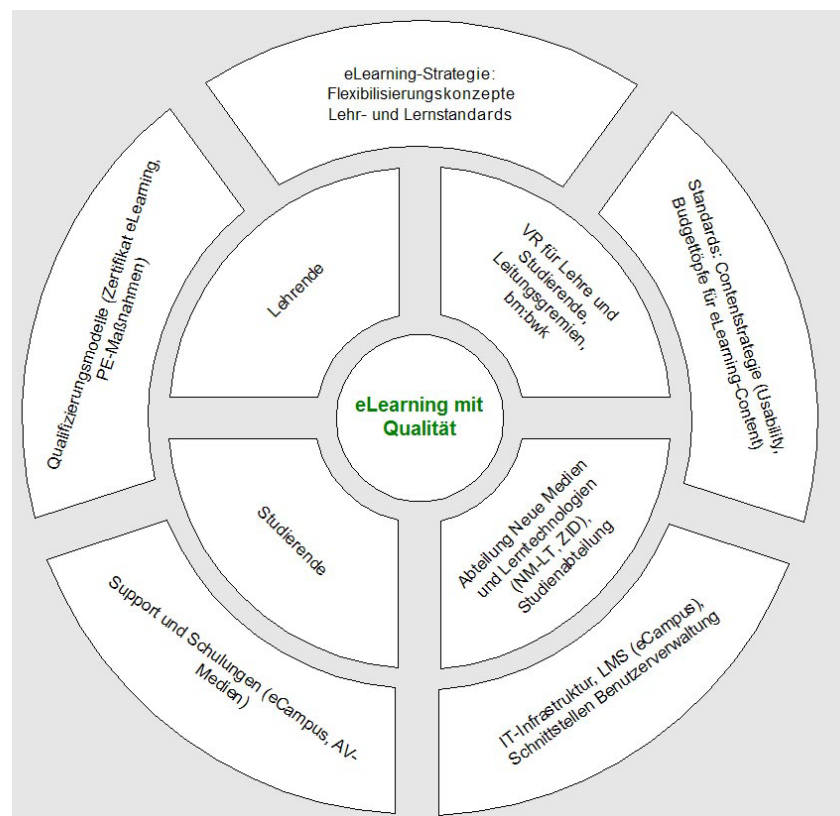 eLearning-Strategie:
Flexibilisierungskonzepte
Lehr- und Lernstandards
Qualifizierungsmodelle (Zertifikat eLearning,
PE-Maßnahmen)
Standards: Contentstrategie (Usability,
Budgettöpfe für eLearning-Content)
Lehrende
VR für Lehre und
Studierende,
Leitungsgremien,
bm:bwk
eLearning mit
Qualität
Studierende
Abteilung Neue Medien
und Lerntechnologien
(NM-LT, ZID),
Studienabteilung
Support und Schulungen (eCampus, AV-
Medien)
IT-Infrastruktur, LMS (eCampus),
Schnittstellen Benutzerverwaltung